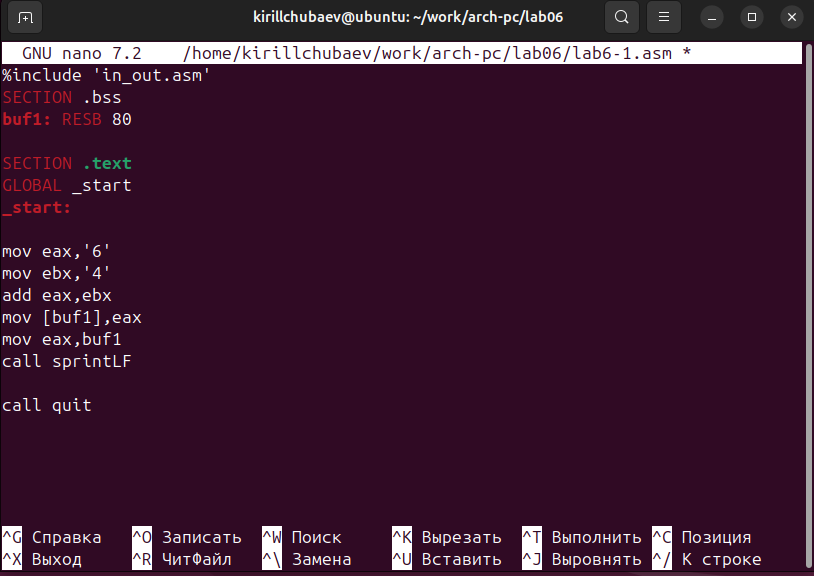 kirillchubaev@ubuntu: ~/work/arch-pc/lab06
GNU nano 7.2 /home/kirillchubaev/work/arch-pc/lab06/lab6-1.asm *
%include 'in_out.asm'
SECTION .bss
buf1: RESB 80
SECTION .text
GLOBAL _start
_start:
mov eax,'6'
mov ebx,'4'
add eax,ebx
mov [buf1],eax
mov eax,buf1
call sprintLF
call quit
^G Справка ^O Записать ^W Поиск ^K Вырезать ^T Выполнить ^C Позиция
^X Выход ^R ЧитФайл ^\ Замена ^U Вставить ^J Выровнять ^/ К строке